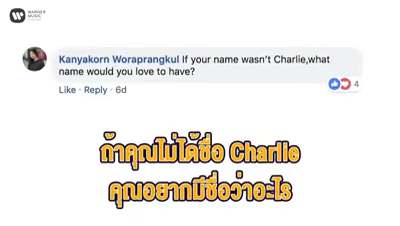 WARNER MUSIC
Kanyakorn Woraprangkul If your name wasn't Charlie,what
name would you love to have?
Like · Reply · 6d
4
ถ้าคุณไม่ได้ชื่อ Charlie
คุณอยากมีชื่อว่าอะไร